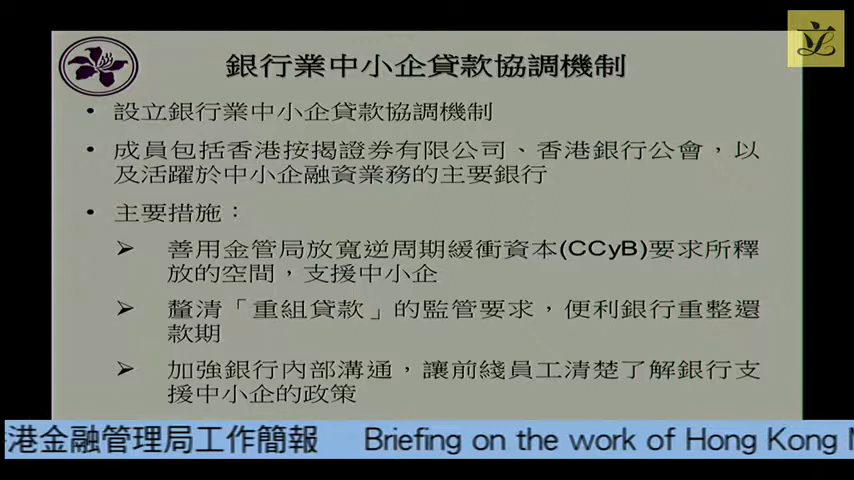 銀行業中小企貸款協調機制
• 設立銀行業中小企貸款協調機制
• 成員包括香港按揭證券有限公司、香港銀行公會，以
及活躍於中小企融資業務的主要銀行
• 主要措施：
➢ 善用金管局放寬逆周期緩衝資本(CCyB)要求所釋
放的空間，支援中小企
➢ 釐清「重組貸款」的監管要求，便利銀行重整還
款期
➢ 加強銀行內部溝通，讓前綫員工清楚了解銀行支
援中小企的政策
港金融管理局工作簡報 Briefing on the work of Hong Kong